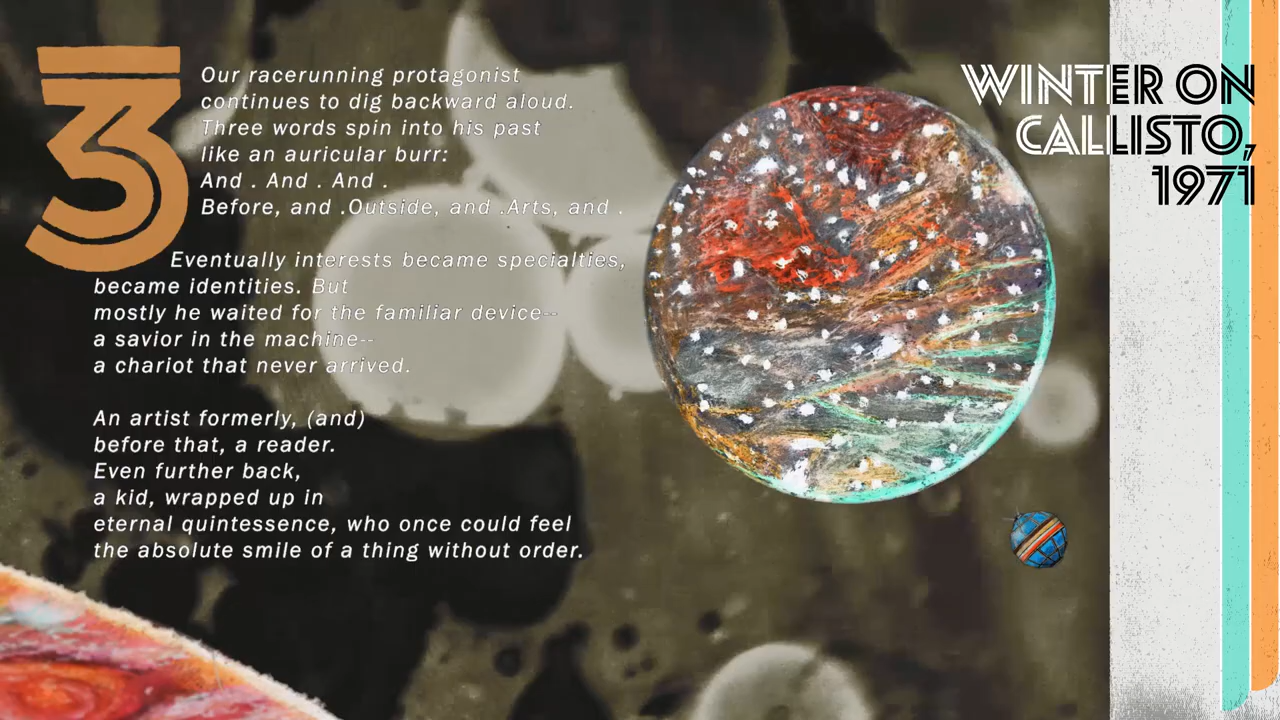 3
Our racerunning protagonist
continues to dig backward aloud.
Three words spin into his past
like an auricular burr:
And . And . And .
Before, and .Outside, and .Arts, and .
Eventually interests became specialties,
became identities. But
mostly he waited for the familiar device--
a savior in the machine--
a chariot that never arrived.
An artist formerly, (and)
before that, a reader.
Even further back,
a kid, wrapped up in
eternal quintessence, who once could feel
the absolute smile of a thing without order.
WINTER ON
CALLISTO,
1971